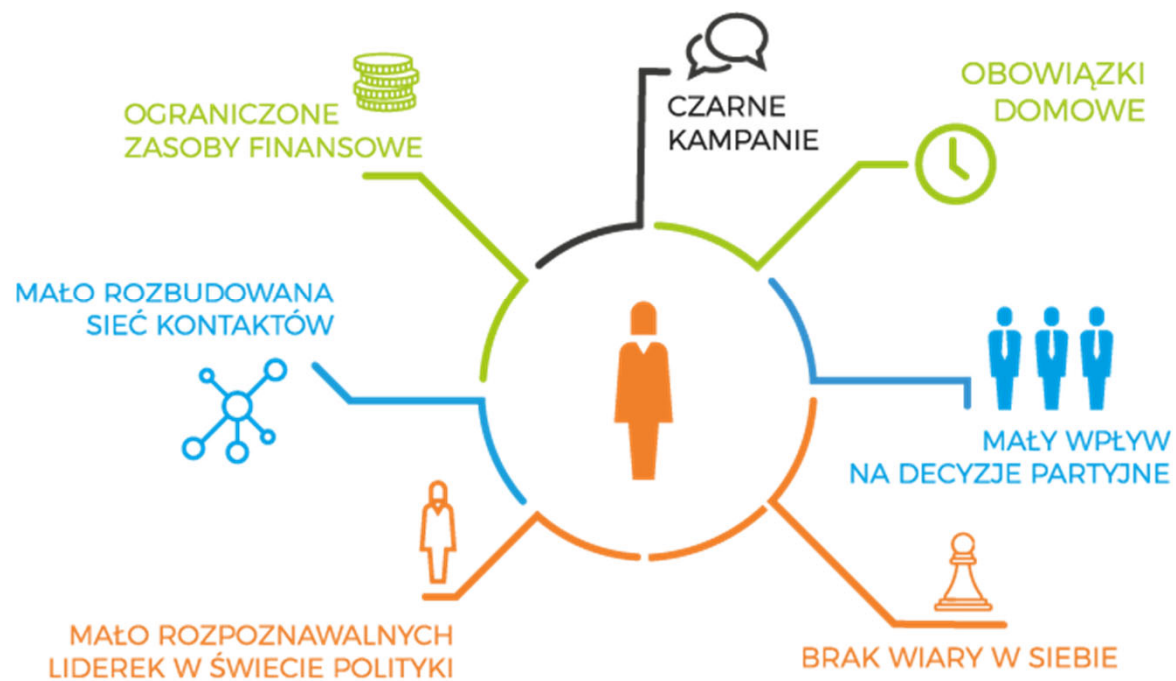 CZARNE
KAMPANIE
OBOWIĄZKI
DOMOWE
OGRANICZONE
ZASOBY FINANSOWE
MAŁO ROZBUDOWANA
SIEĆ KONTAKTÓW
MAŁY WPŁYW
NA DECYZJE PARTYJNE
MAŁO ROZPOZNAWALNYCH
LIDEREK W ŚWIECIE POLITYKI
BRAK WIARY W SIEBIE